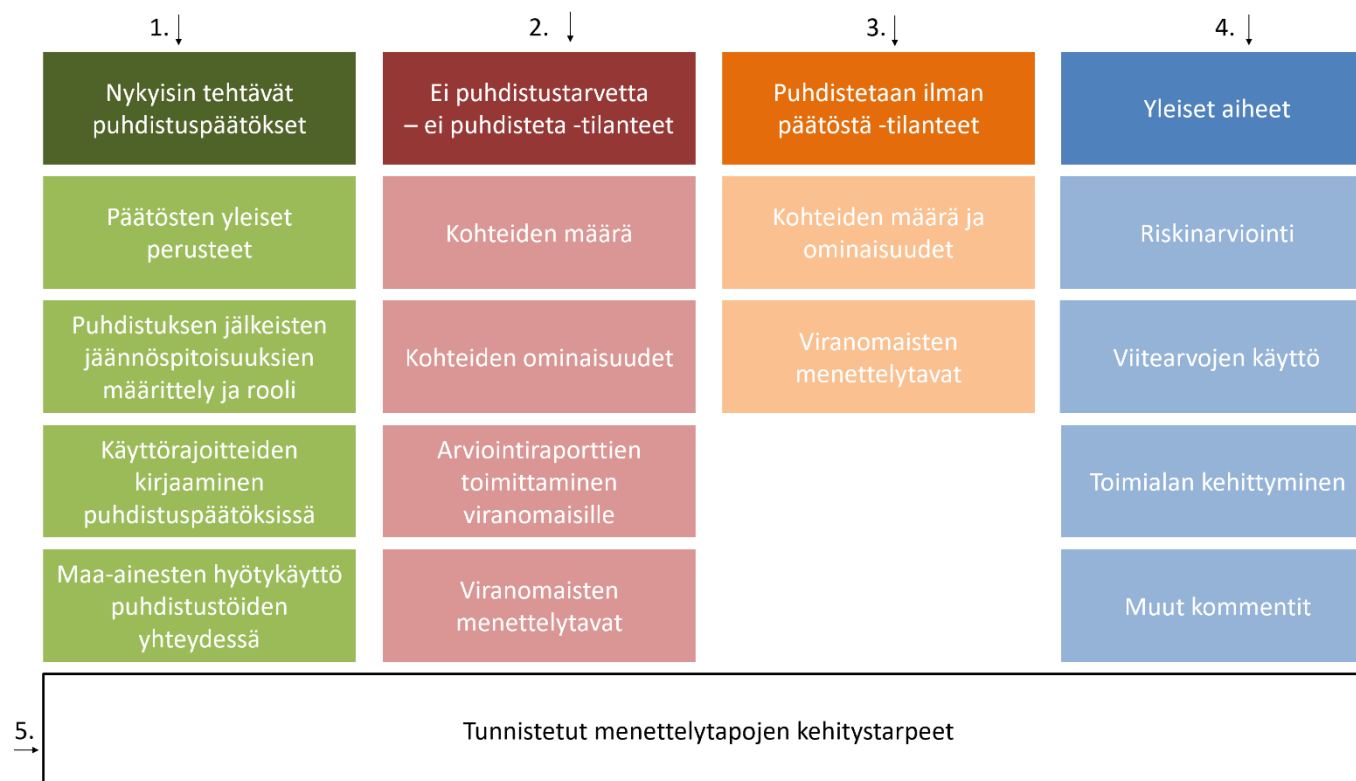 1.
Nykyisin tehtävät
puhdistuspäätökset
Päätösten yleiset
perusteet
Puhdistuksen jälkeisten
jäännöspitoisuuksien
määrittely ja rooli
Käyttörajoitteiden
kirjaaminen
puhdistuspäätöksissä
Maa-ainesten hyötykäyttö
puhdistustöiden
yhteydessä
2.
Ei puhdistustarvetta
– ei puhdisteta -tilanteet
Kohteiden määrä
Kohteiden ominaisuudet
Arviointiraporttien
toimittaminen
viranomaisille
Viranomaisten
menettelytavat
3.
Puhdistetaan ilman
päätöstä -tilanteet
Kohteiden määrä ja
ominaisuudet
Viranomaisten
menettelytavat
4.
Yleiset aiheet
Riskinarviointi
Viitearvojen käyttö
Toimialan kehittyminen
Muut kommentit
5.
Tunnistetut menettelytapojen kehitystarpeet